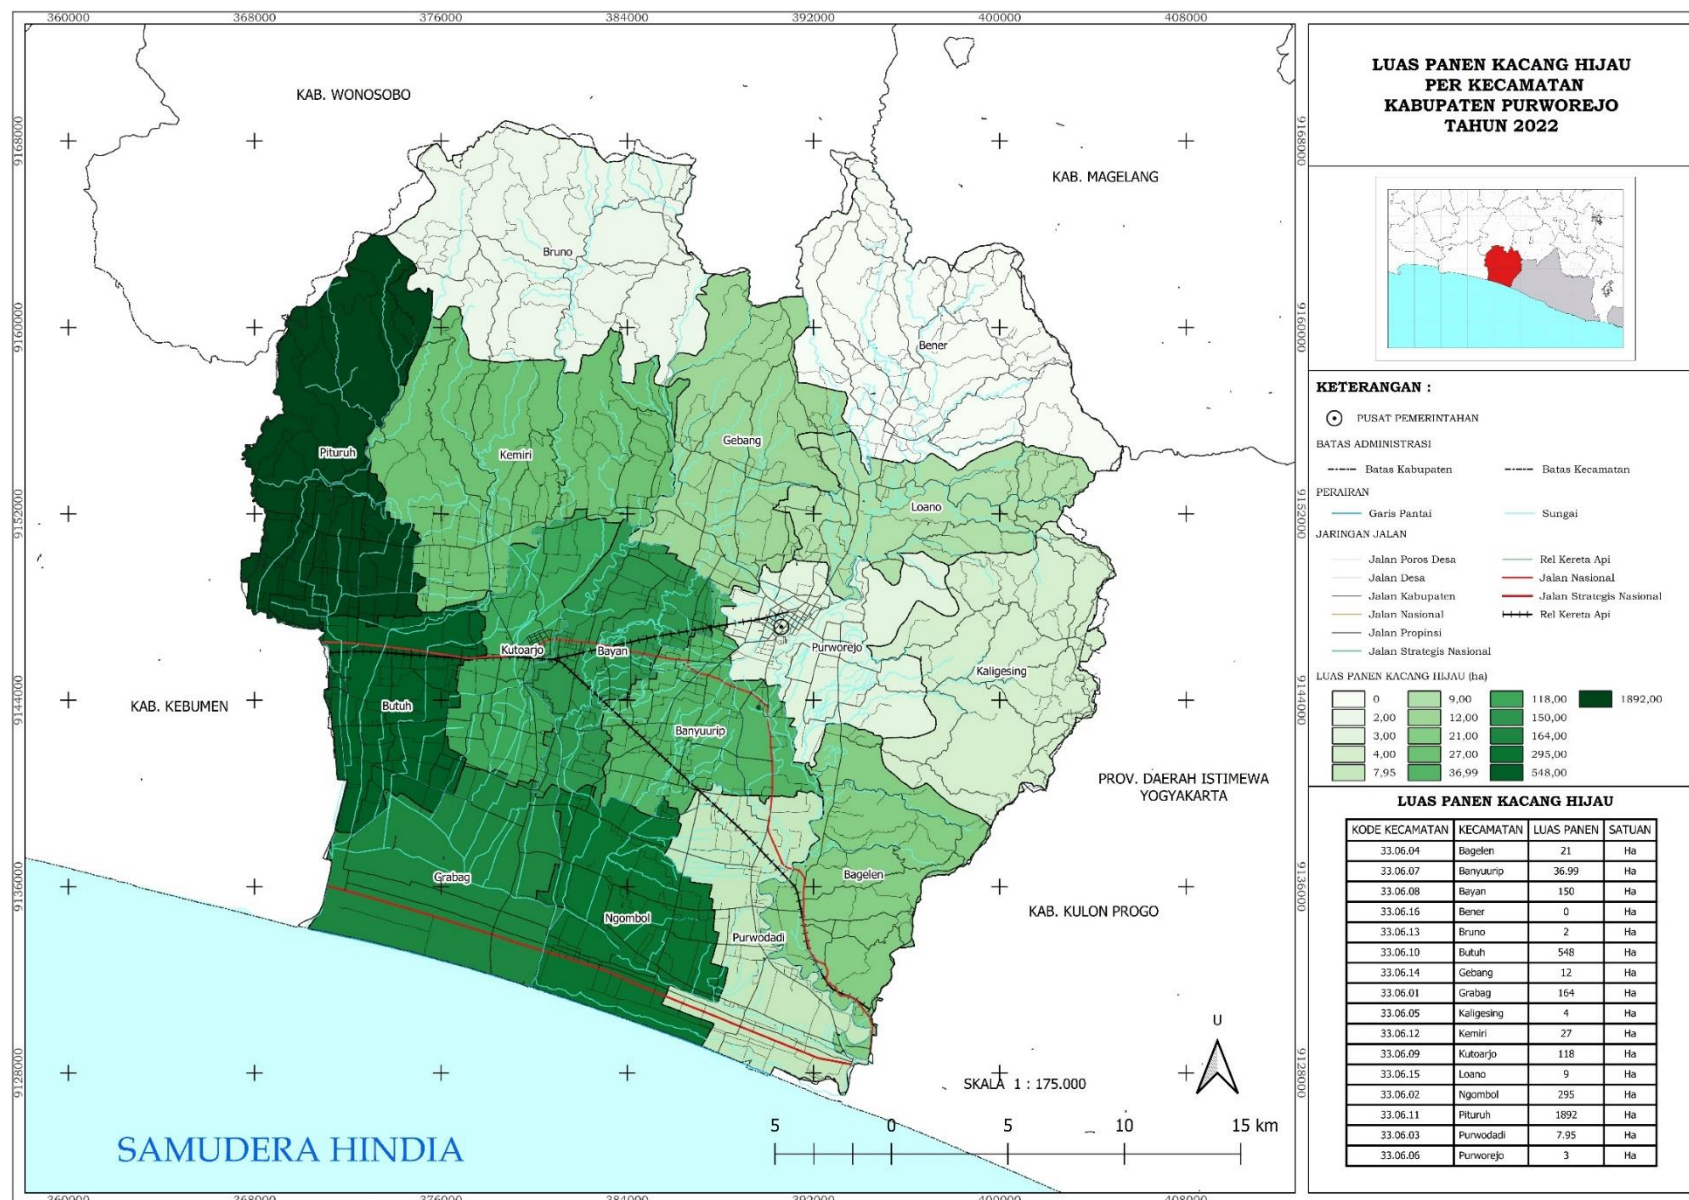 360000 368000 376000 384000 392000 400000 408000
9168000
9160000
9152000
9144000
9136000
9128000
KAB. WONOSOBO
KAB. MAGELANG
KAB. KEBUMEN
PROV. DAERAH ISTIMEWA
YOGYAKARTA
KAB. KULON PROGO
Bruno
Bener
Gebang
Pituruh
Kemiri
Loano
Kutoarjo
Bayan
Purworejo
Kaligesing
Butuh
Banyuurip
Grabag
Bagelen
Ngombol
Purwodadi
U
SKALA 1 : 175.000
5 0 5 10 15 km
SAMUDERA HINDIA
360000 368000 376000 384000 392000 400000 408000
9168000
9160000
9152000
9144000
9136000
9128000
LUAS PANEN KACANG HIJAU
PER KECAMATAN
KABUPATEN PURWOREJO
TAHUN 2022
KETERANGAN :
PUSAT PEMERINTAHAN
BATAS ADMINISTRASI
Batas Kabupaten Batas Kecamatan
PERAIRAN
Garis Pantai Sungai
JARINGAN JALAN
Jalan Poros Desa Rel Kereta Api
Jalan Desa Jalan Nasional
Jalan Kabupaten Jalan Strategis Nasional
Jalan Nasional Rel Kereta Api
Jalan Propinsi
Jalan Strategis Nasional
LUAS PANEN KACANG HIJAU (ha)
0 9,00 118,00 1892,00
2,00 12,00 150,00
3,00 21,00 164,00
4,00 27,00 295,00
7,95 36,99 548,00
LUAS PANEN KACANG HIJAU
KODE KECAMATAN KECAMATAN LUAS PANEN SATUAN
33.06.04 Bagelen 21 Ha
33.06.07 Banyuurip 36.99 Ha
33.06.08 Bayan 150 Ha
33.06.16 Bener 0 Ha
33.06.13 Bruno 2 Ha
33.06.10 Butuh 548 Ha
33.06.14 Gebang 12 Ha
33.06.01 Grabag 164 Ha
33.06.05 Kaligesing 4 Ha
33.06.12 Kemiri 27 Ha
33.06.09 Kutoarjo 118 Ha
33.06.15 Loano 9 Ha
33.06.02 Ngombol 295 Ha
33.06.11 Pituruh 1892 Ha
33.06.03 Purwodadi 7.95 Ha
33.06.06 Purworejo 3 Ha